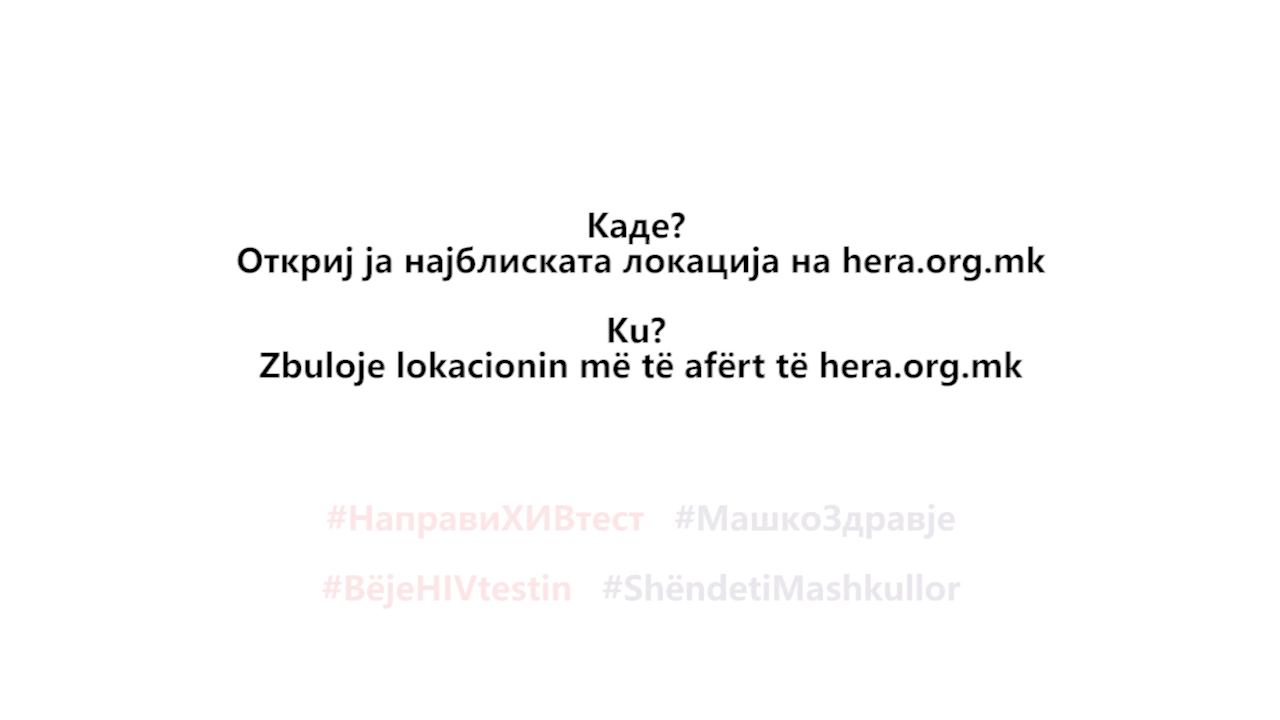 Каде?
Откриј ја најблиската локација на hera.org.mk
Ku?
Zbuloje lokacionin më të afërt të hera.org.mk
#НаправиХИВтест #МашкоЗдравје
#BëjeHIVtestin #ShëndetiMashkullor